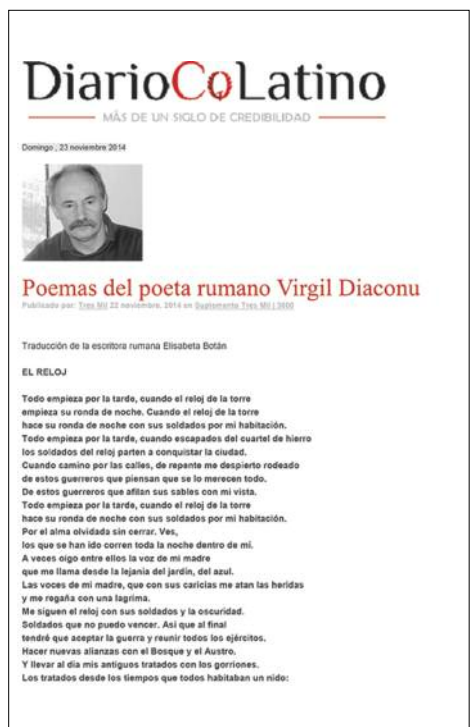 DiarioCoLatino
MÁS DE UN SIGLO DE CREDIBILIDAD
Domingo , 23 noviembre 2014
Poemas del poeta rumano Virgil Diaconu
Publicado por: Tres Mil 22 noviembre, 2014 en Suplemento Tres Mil | 3000
Traducción de la escritora rumana Elisabeta Botán
EL RELOJ
Todo empieza por la tarde, cuando el reloj de la torre
empieza su ronda de noche. Cuando el reloj de la torre
hace su ronda de noche con sus soldados por mi habitación.
Todo empieza por la tarde, cuando escapados del cuartel de hierro
los soldados del reloj parten a conquistar la ciudad.
Cuando camino por las calles, de repente me despierto rodeado
de estos guerreros que piensan que se lo merecen todo.
De estos guerreros que afilan sus sables con mi vista.
Todo empieza por la tarde, cuando el reloj de la torre
hace su ronda de noche con sus soldados por mi habitación.
Por el alma olvidada sin cerrar. Ves,
los que se han ido corren toda la noche dentro de mí.
A veces oigo entre ellos la voz de mi madre
que me llama desde la lejanía del jardín, del azul.
Las voces de mi madre, que con sus caricias me atan las heridas
y me regaña con una lagrima.
Me siguen el reloj con sus soldados y la oscuridad.
Soldados que no puedo vencer. Así que al final
tendré que aceptar la guerra y reunir todos los ejércitos.
Hacer nuevas alianzas con el Bosque y el Austro.
Y llevar al día mis antiguos tratados con los gorriones.
Los tratados desde los tiempos que todos habitaban un nido: